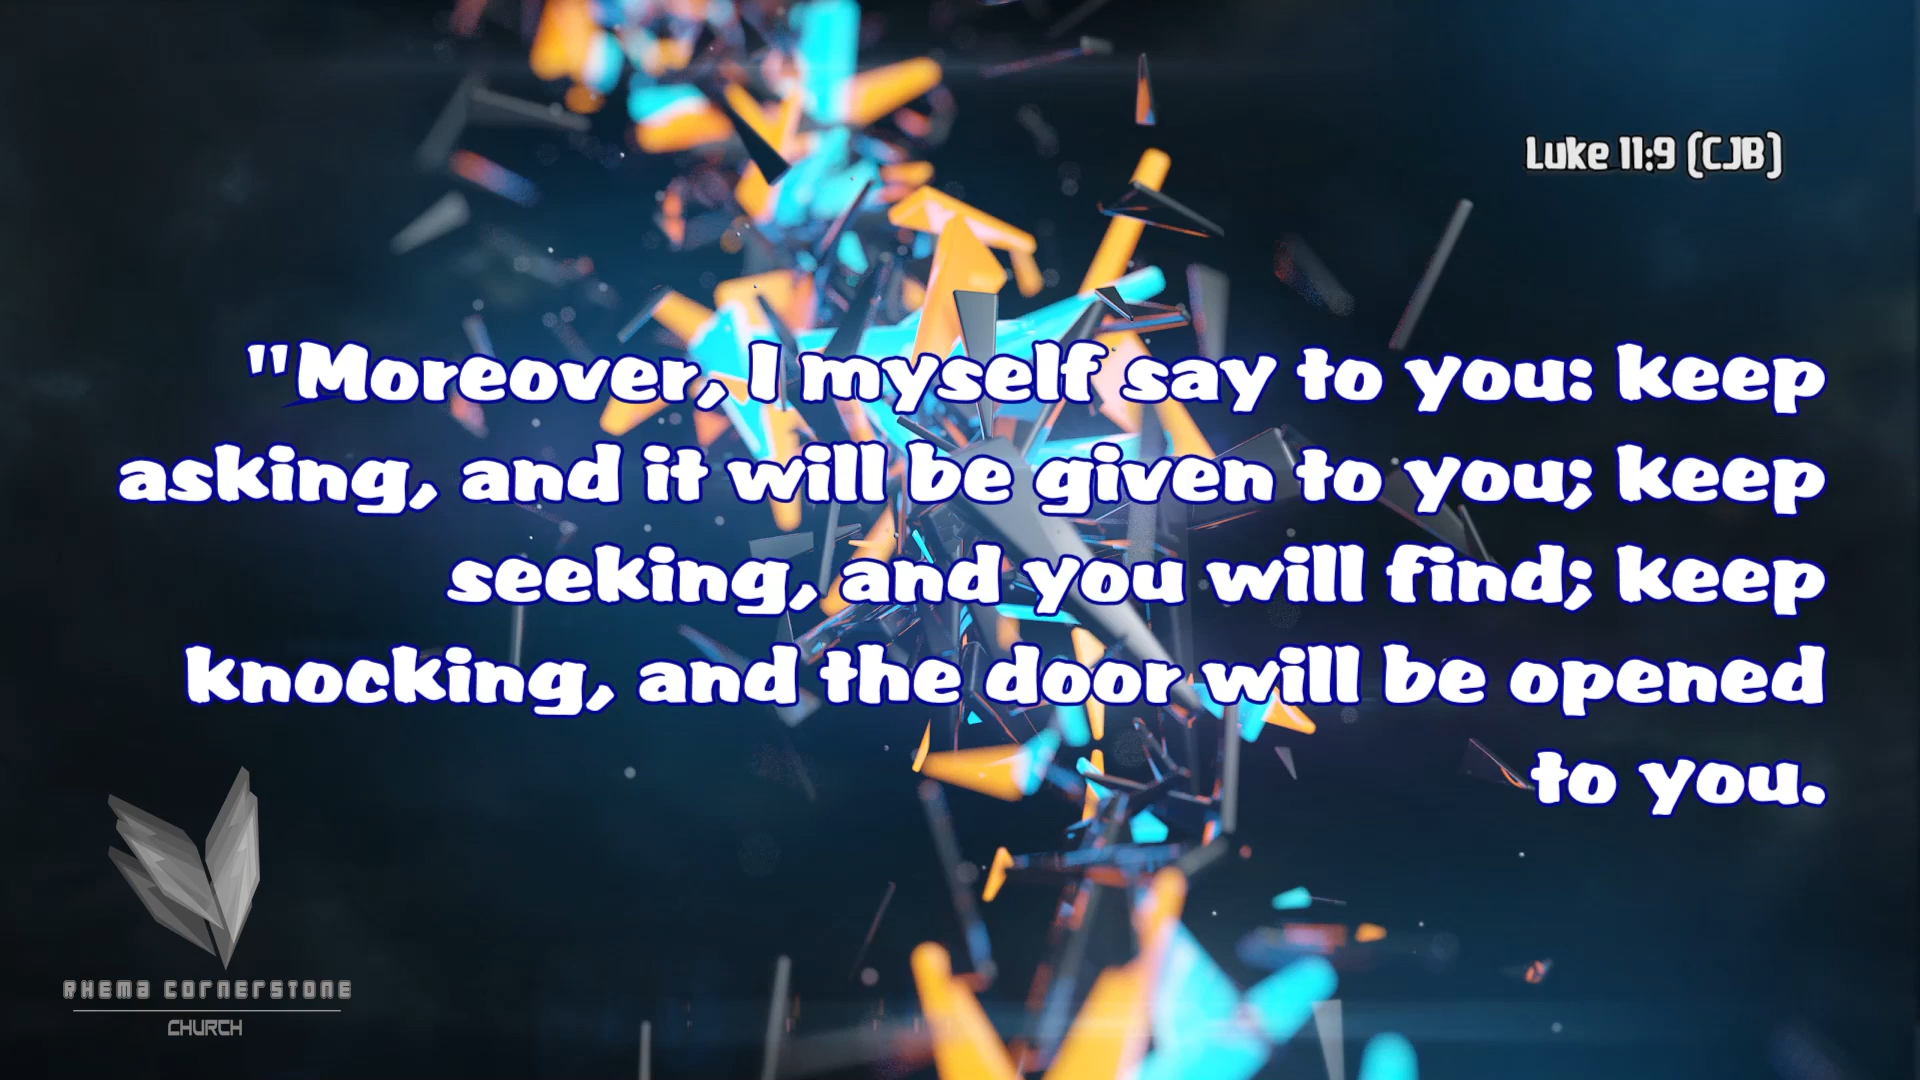 Luke 11:9 (CJB)
"Moreover, I myself say to you: keep
asking, and it will be given to you; keep
seeking, and you will find; keep
knocking, and the door will be opened
to you.
RHEMA CORNERSTONE
CHURCH